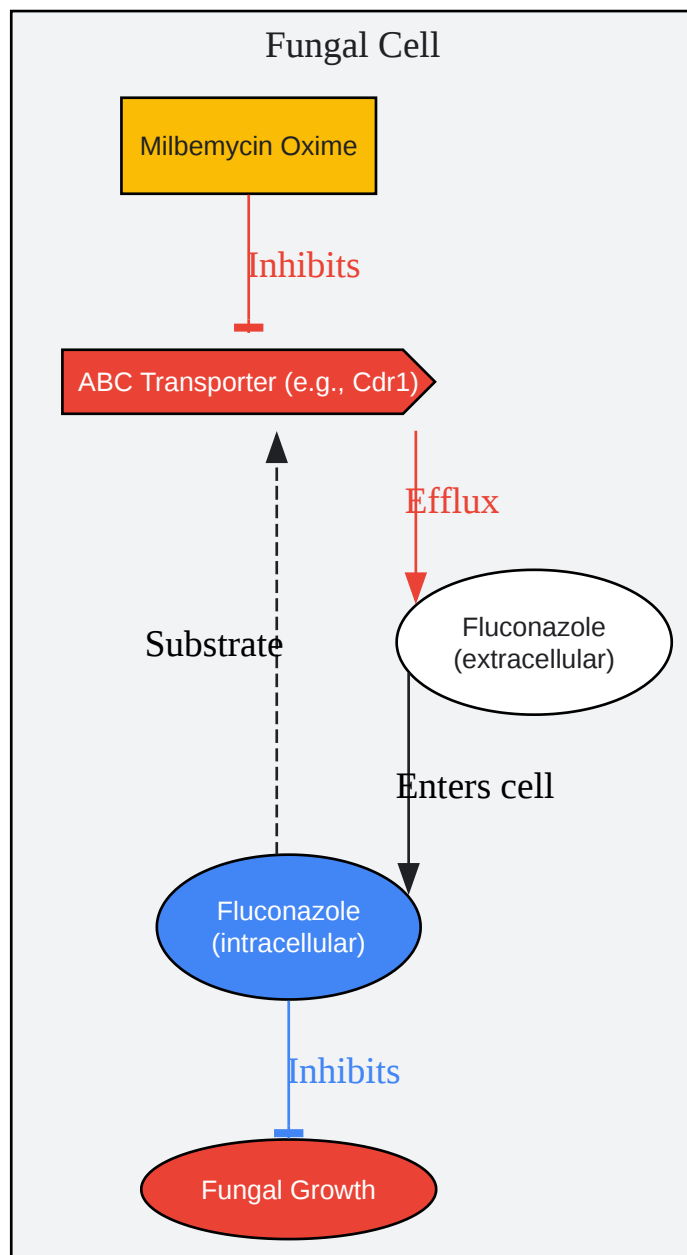 Fungal Cell
Milbemycin Oxime
Inhibits
ABC Transporter (e.g., Cdr1)
Efflux
Fluconazole
(extracellular)
Substrate
Enters cell
Fluconazole
(intracellular)
Inhibits
Fungal Growth